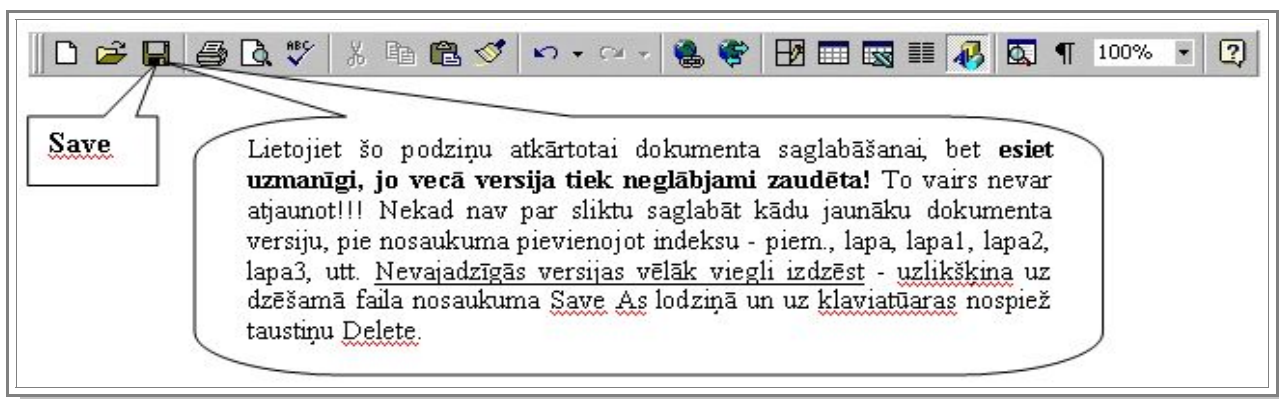 ABC
100%
Save
Lietojiet šo podziņu atkārtotai dokumenta saglabāšanai, bet esiet
uzmanīgi, jo vecā versija tiek neglābjami zaudēta! To vairs nevar
atjaunot!!! Nekad nav par sliktu saglabāt kādu jaunāku dokumenta
versiju, pie nosaukuma pievienojot indeksu - piem., lapa, lapa1, lapa2,
lapa3, utt. Nevajadzīgās versijas vēlāk viegli izdzēst - uzlikšķina uz
dzēšamā faila nosaukuma Save As lodziņā un uz klaviatūaras nospiež
taustiņu Delete.